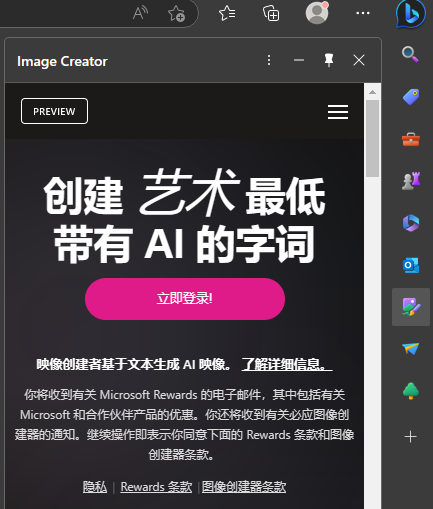 Image Creator
PREVIEW
创建 艺术 最低
带有 AI 的字词
立即登录!
映像创建者基于文本生成 AI 映像。 了解详细信息。
你将收到有关 Microsoft Rewards 的电子邮件，其中包括有关
Microsoft 和合作伙伴产品的优惠。你还将收到有关必应图像创
建器的通知。继续操作即表示你同意下面的 Rewards 条款和图像
创建器条款。
隐私 | Rewards 条款 | 图像创建器条款